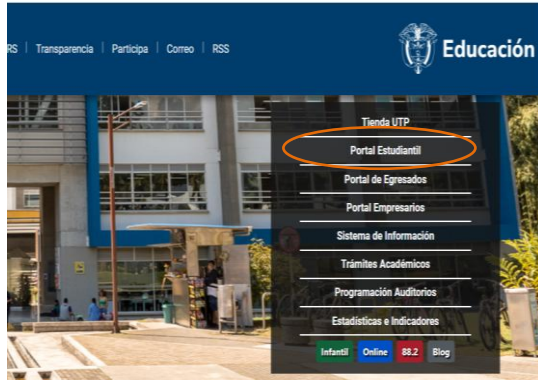 RS | Transparencia | Participa | Correo | RSS
Educación
Tienda UTP
Portal Estudiantil
Portal de Egresados
Portal Empresarios
Sistema de Información
Trámites Académicos
Programación Auditorios
Estadísticas e Indicadores
Infantil Online 88.2 Blog